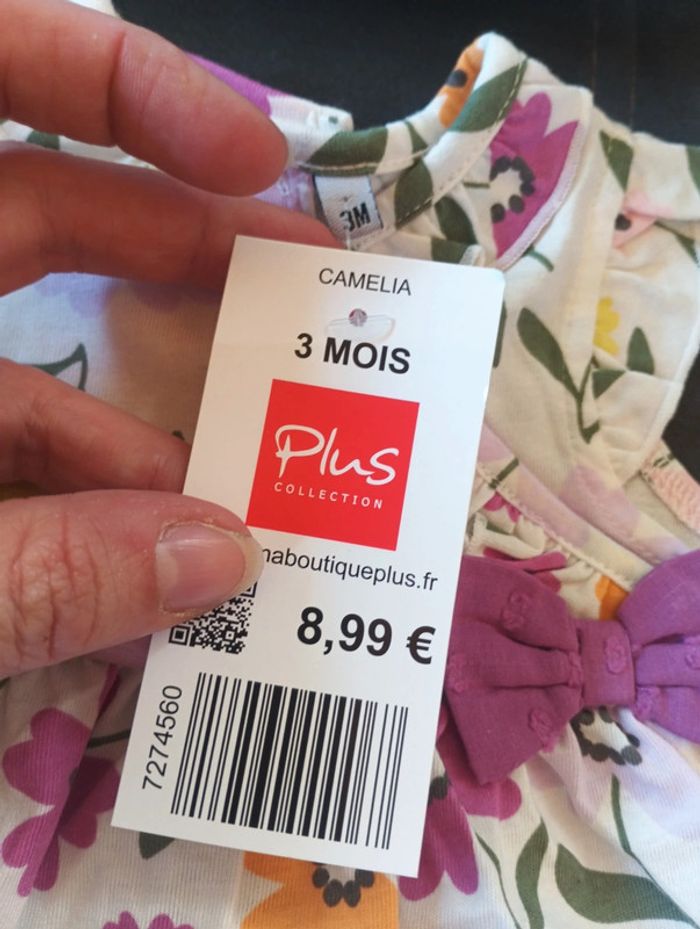 3M
CAMELIA
3 MOIS
Plus
COLLECTION
naboutiqueplus.fr
8,99 €
7274560